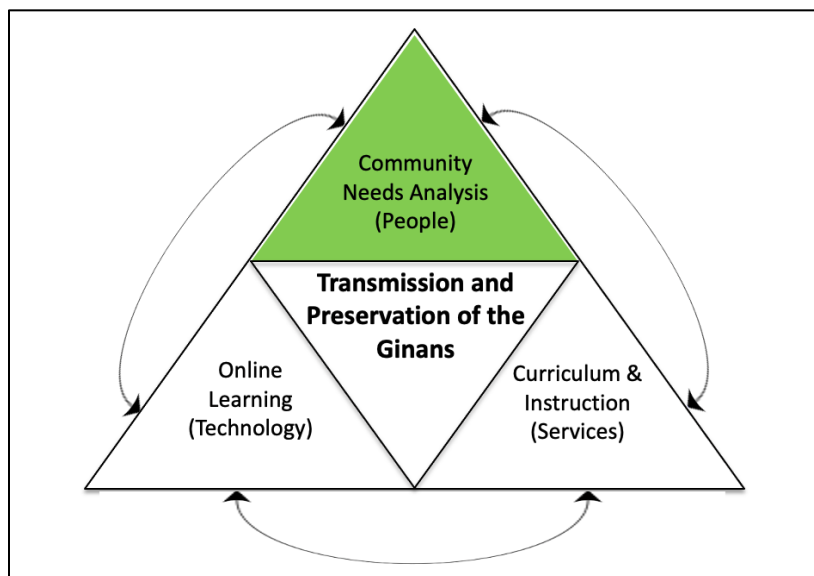 Community
Needs Analysis
(People)
Transmission and
Preservation of the
Ginans
Online
Learning
(Technology)
Curriculum &
Instruction
(Services)